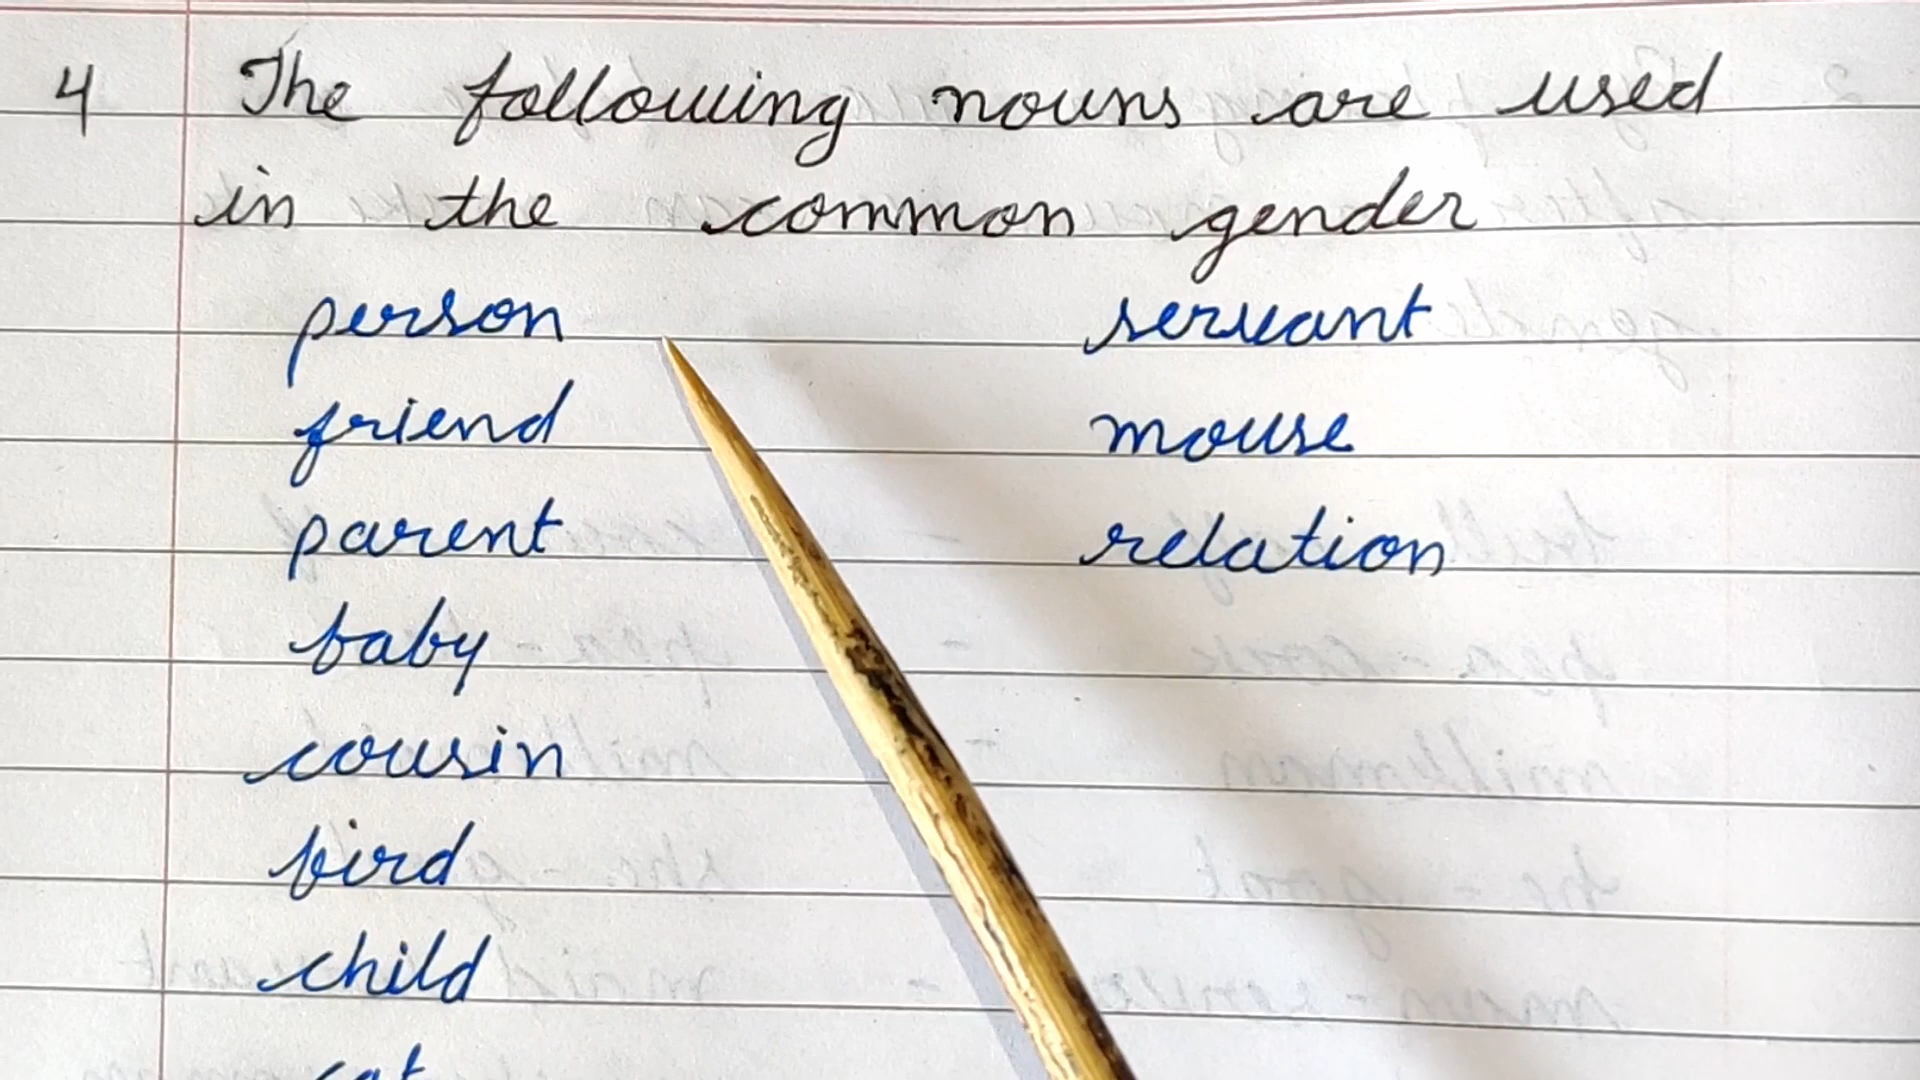 4 The following nouns are used
in the common gender
person servant
friend mouse
parent relation
baby
cousin
bird
child
cat